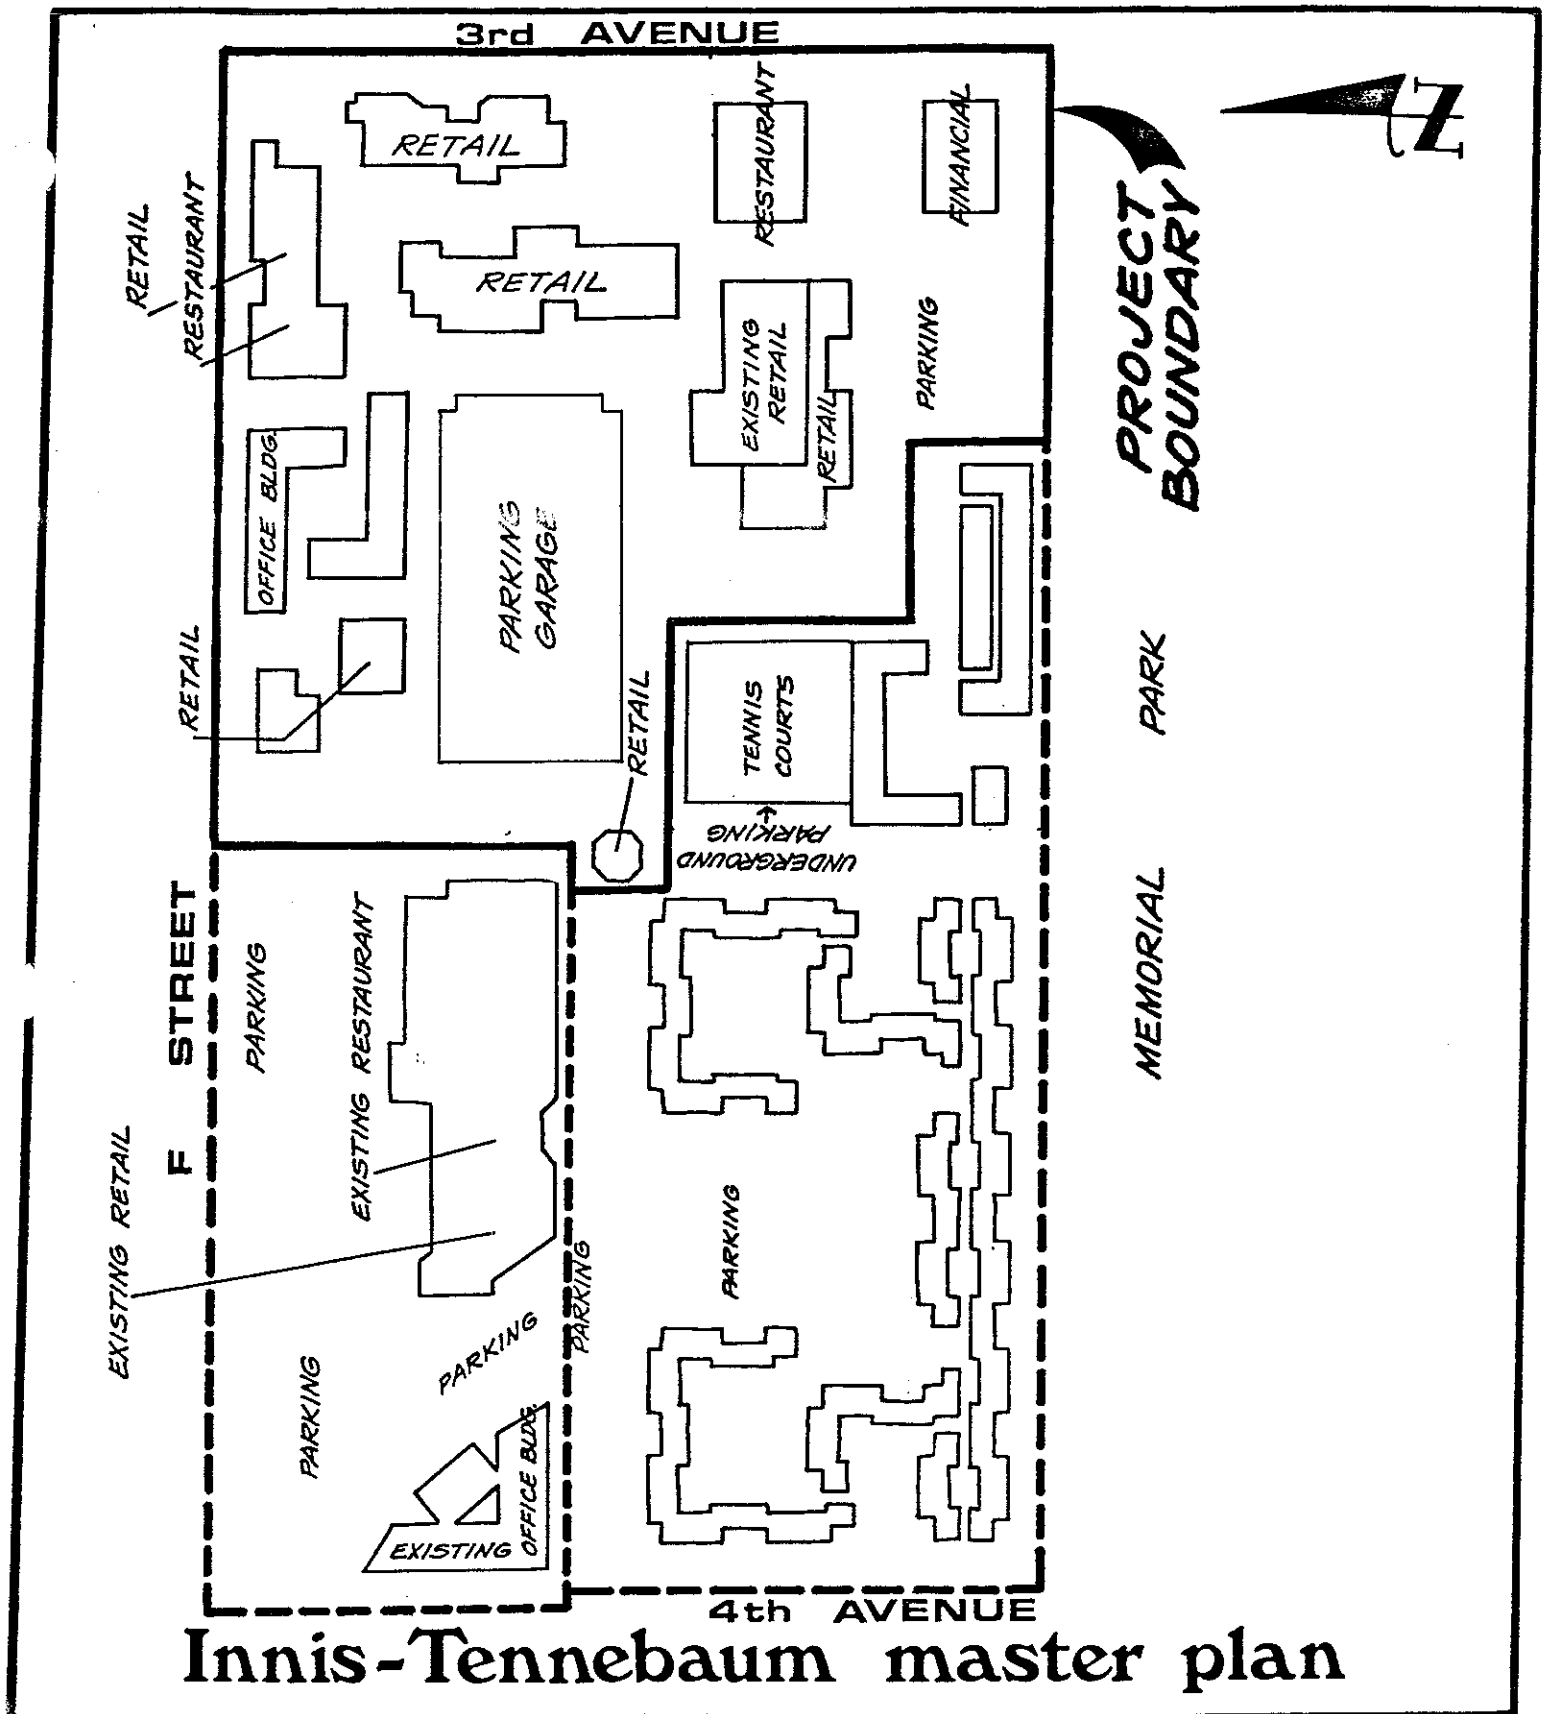 3rd AVENUE
N
RETAIL
RESTAURANT
FINANCIAL
RETAIL
RESTAURANT
RETAIL
PROJECT
BOUNDARY
EXISTING
RETAIL
RETAIL
PARKING
OFFICE BLDG.
PARKING
GARAGE
RETAIL
RETAIL
TENNIS
COURTS
UNDERGROUND
PARKING
MEMORIAL PARK
F STREET
PARKING
EXISTING RESTAURANT
EXISTING RETAIL
PARKING
PARKING
PARKING
PARKING
EXISTING
OFFICE BLDG.
4th AVENUE
Innis-Tennebaum master plan